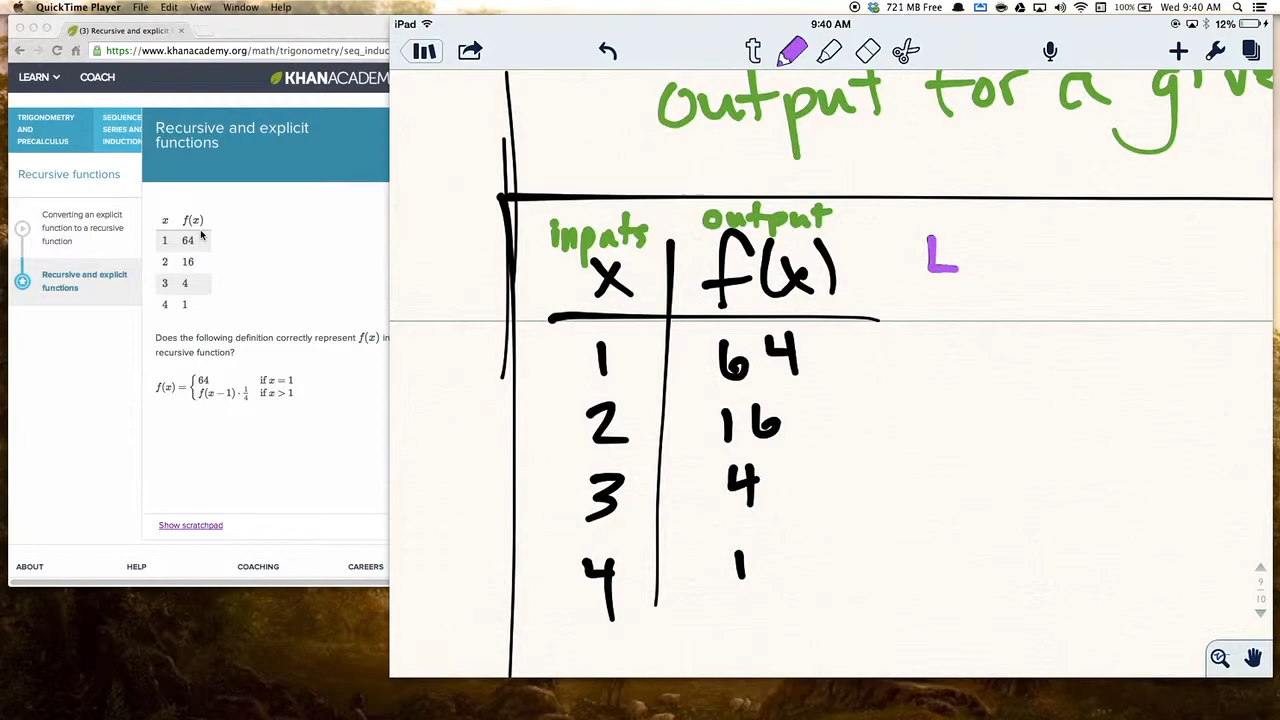 QuickTime Player File Edit View Window Help
721 MB Free
100%
Wed 9:40 AM
(3) Recursive and explicit
https://www.khanacademy.org/math/trigonometry/seq_induc
LEARN COACH KHANACADEM
TRIGONOMETRY AND PRECALCULUS
SEQUENCE SERIES AND INDUCTION
Recursive functions
Converting an explicit
function to a recursive
function
Recursive and explicit
functions
Recursive and explicit
functions
x f(x)
1 64
2 16
3 4
4 1
Does the following definition correctly represent f(x) in
recursive function?
f(x) = { 64 if x = 1
f(x − 1) · 1/4 if x > 1
Show scratchpad
ABOUT HELP COACHING CAREERS
iPad 9:40 AM 12%
t
output for a give
inputs output
x f(x)
1 64
2 16
3 4
4 1
L
9
10